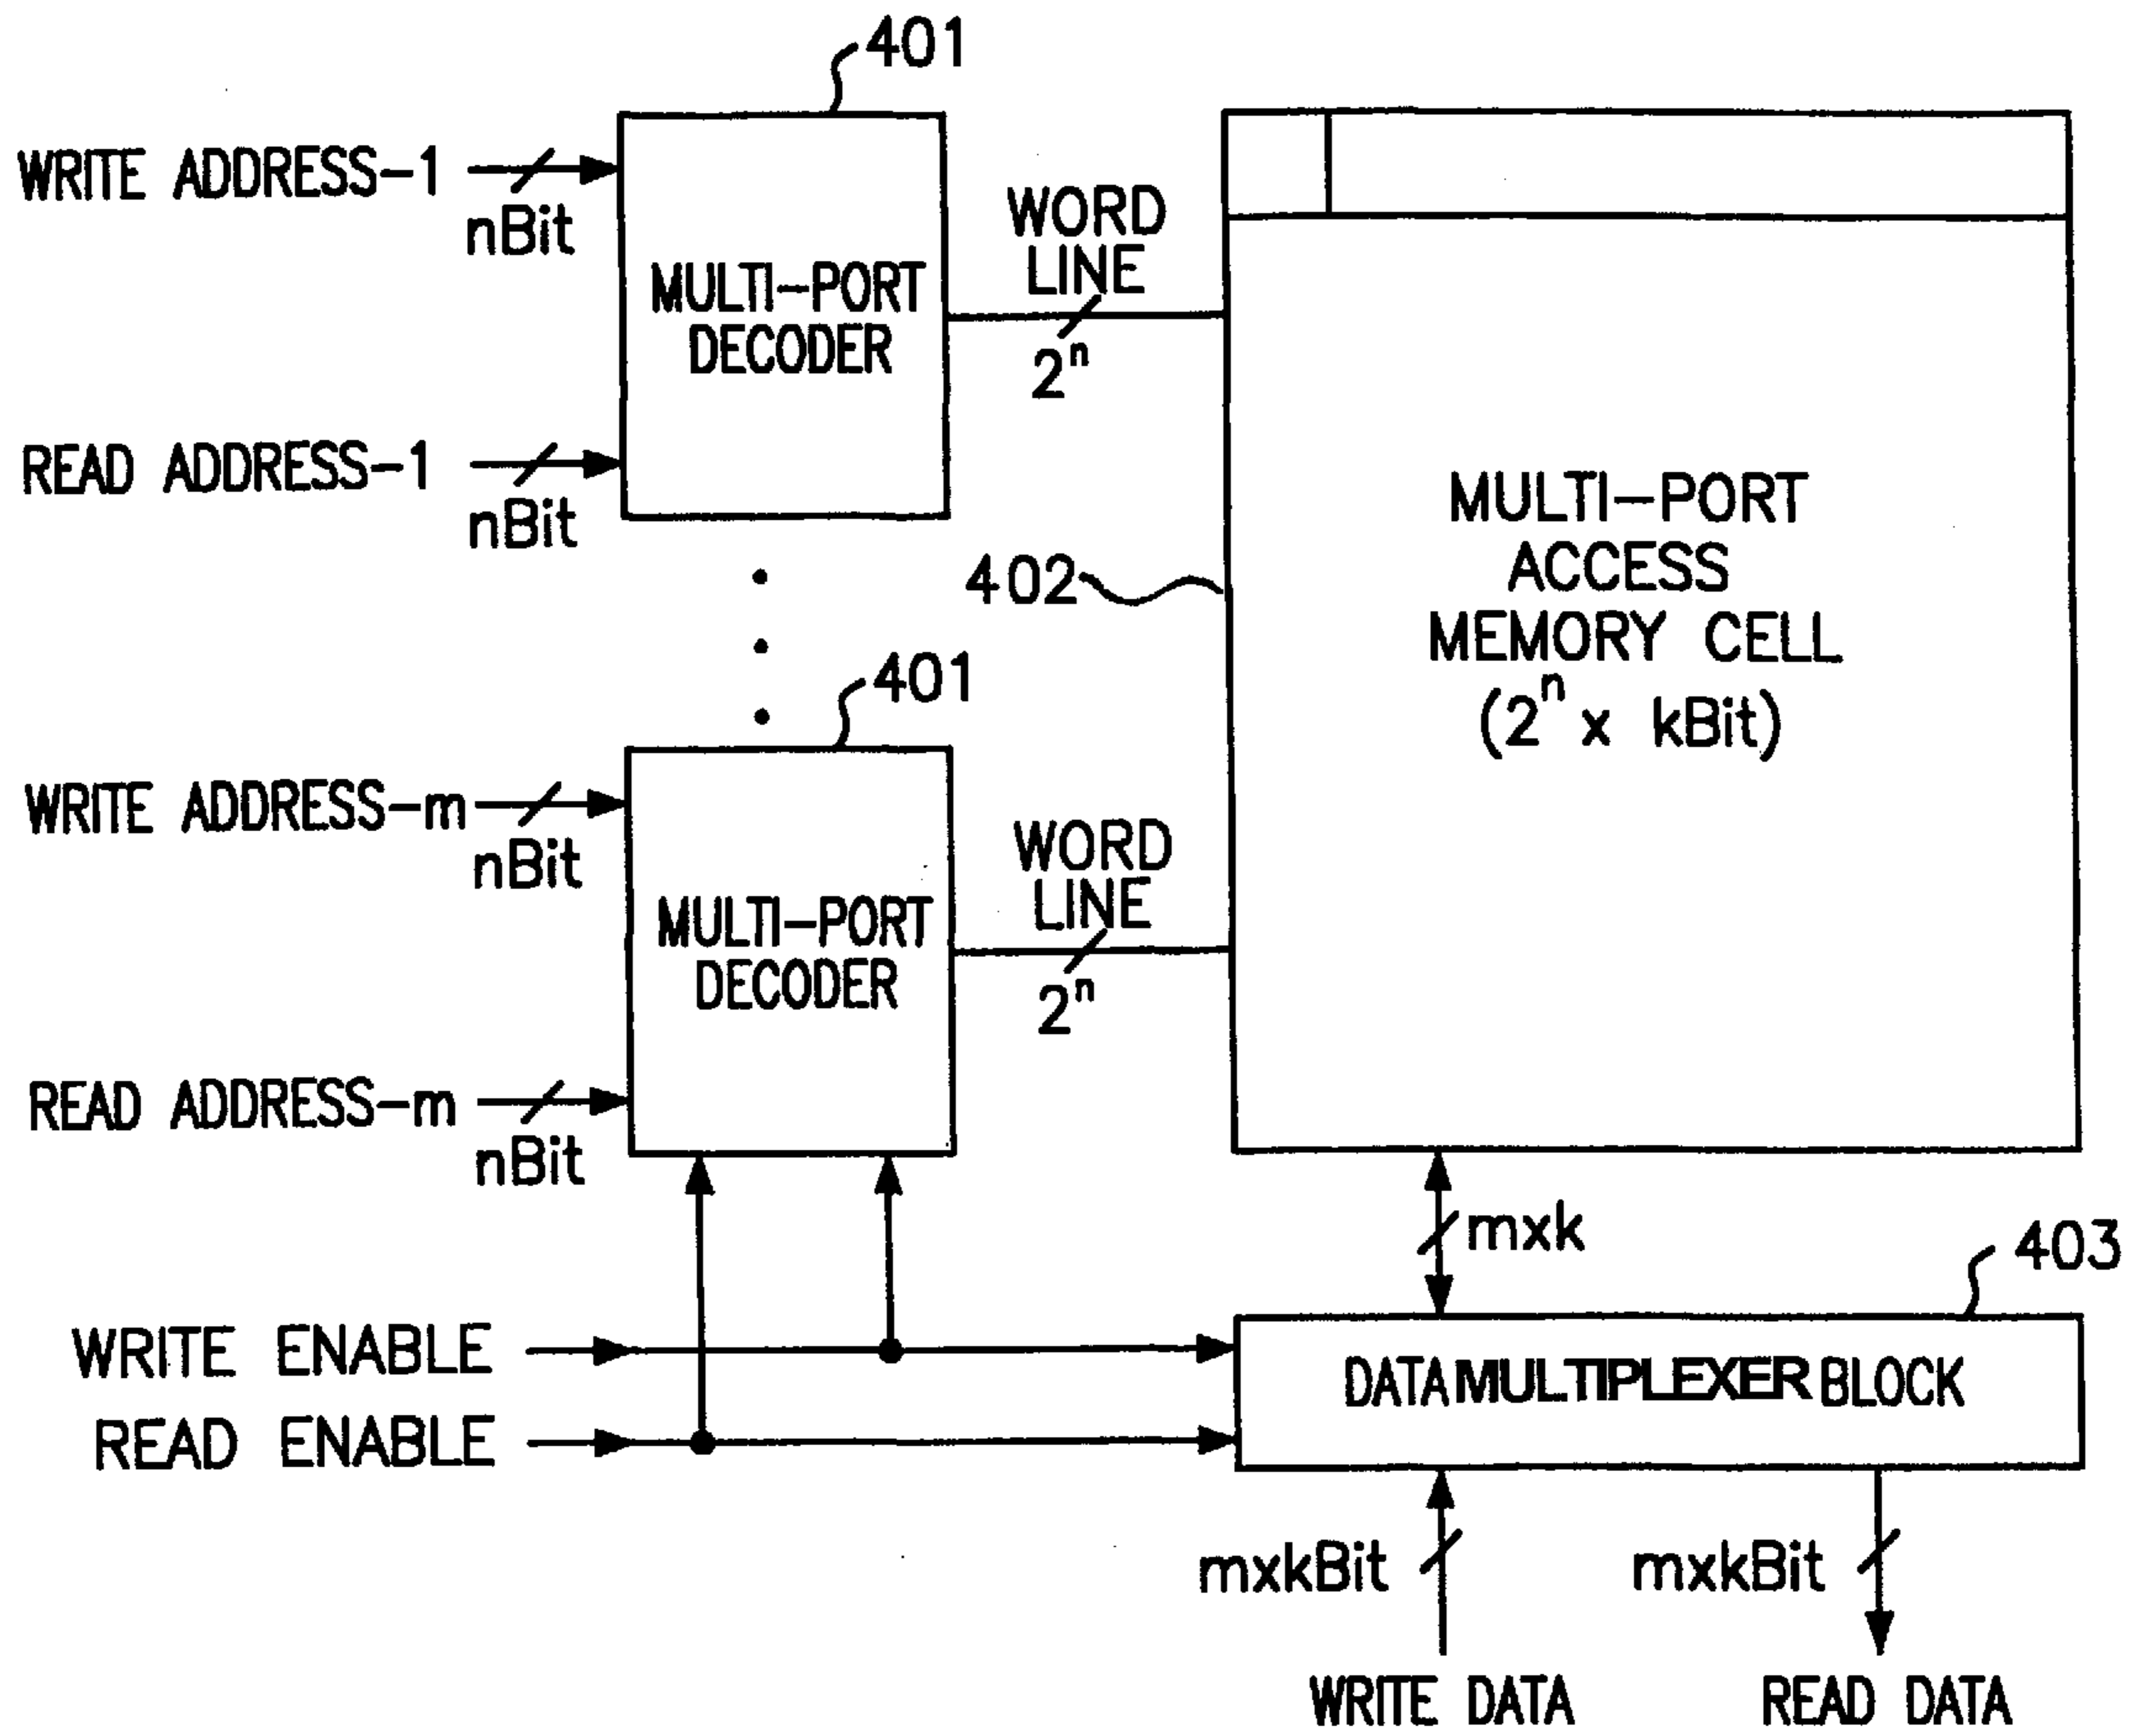 401
WRITE ADDRESS-1
nBit
MULTI-PORT
DECODER
READ ADDRESS-1
nBit
WORD
LINE
2ⁿ
402
MULTI-PORT
ACCESS
MEMORY CELL
(2ⁿ x kBit)
401
WRITE ADDRESS-m
nBit
MULTI-PORT
DECODER
READ ADDRESS-m
nBit
WORD
LINE
2ⁿ
mxk
403
WRITE ENABLE
READ ENABLE
DATA MULTIPLEXER BLOCK
mxkBit
mxkBit
WRITE DATA
READ DATA